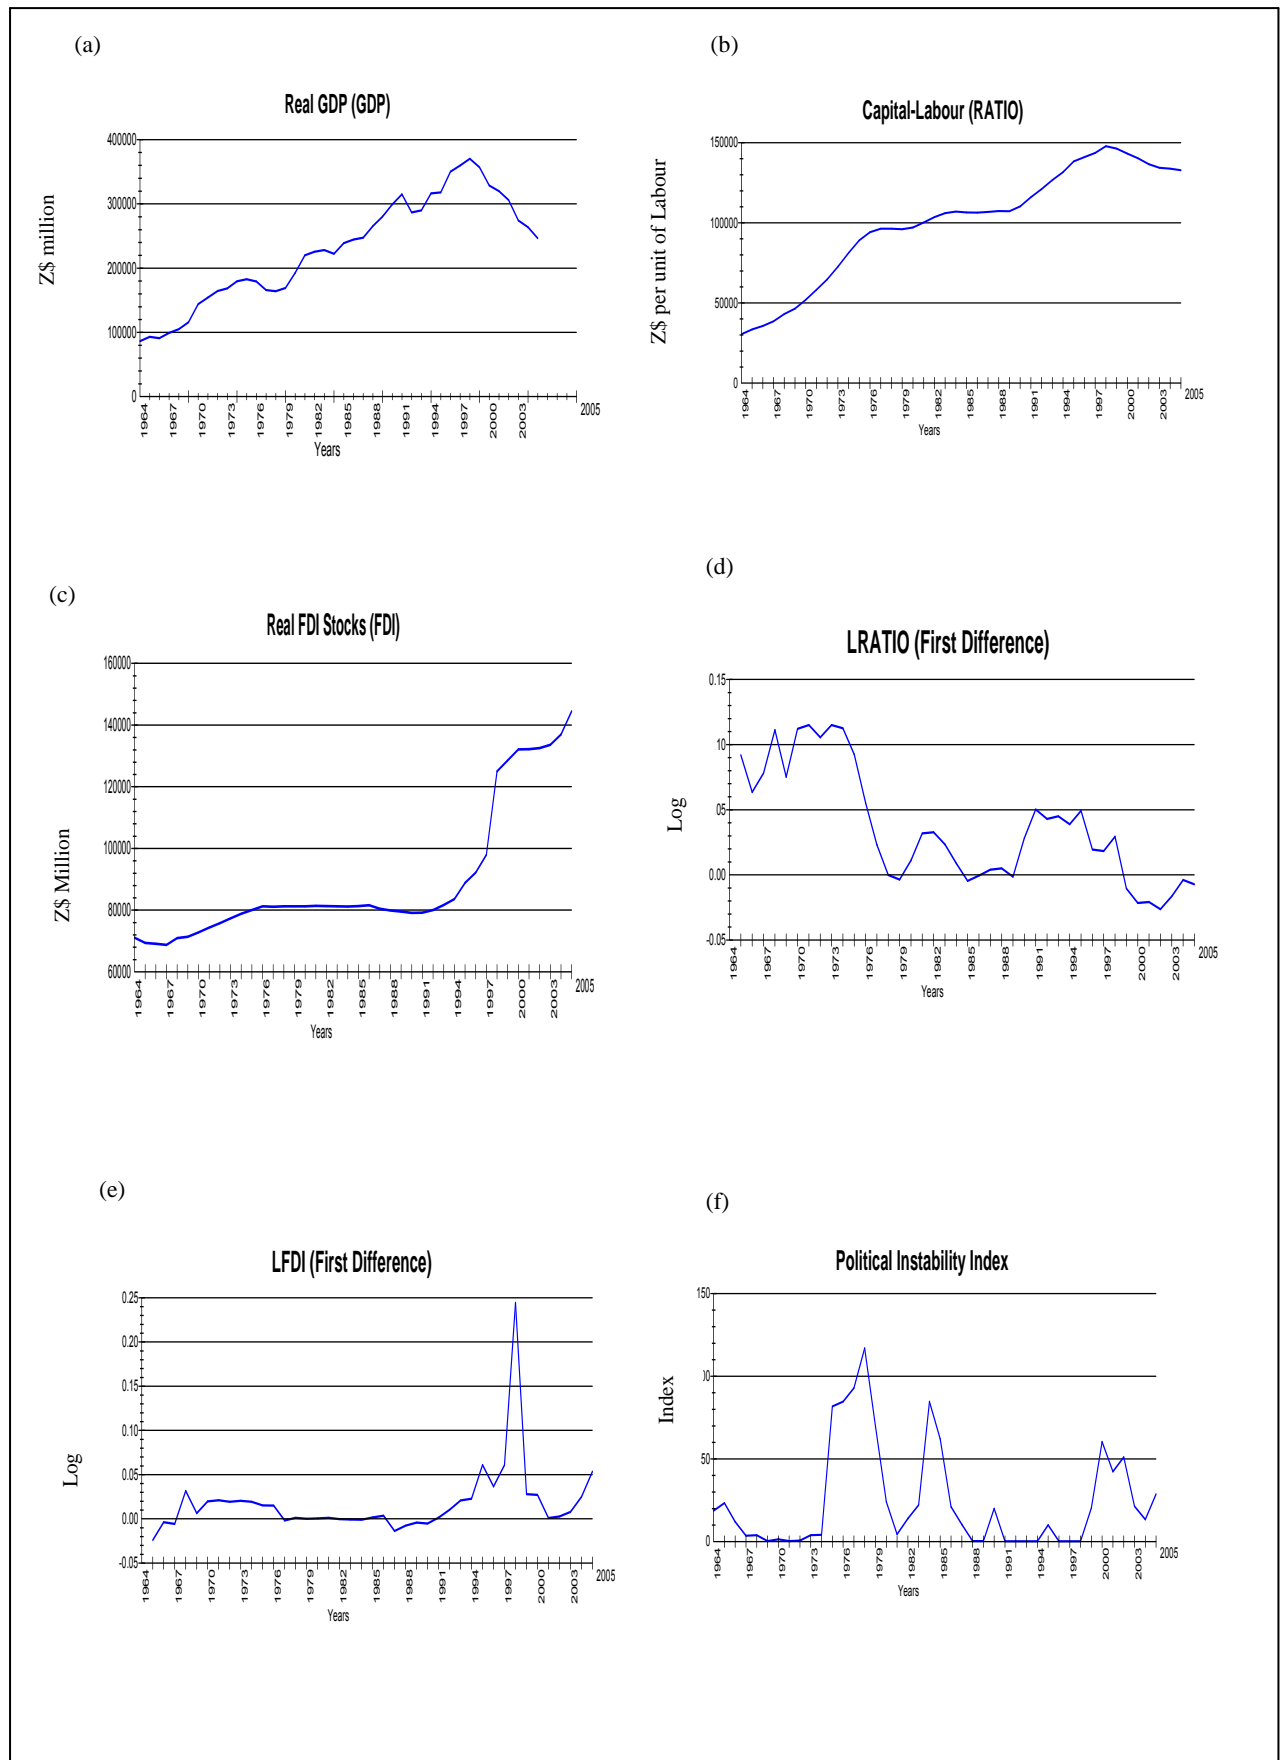 (a)
Real GDP (GDP)
Z$ million
400000
300000
200000
100000
0
1964 1967 1970 1973 1976 1979 1982 1985 1988 1991 1994 1997 2000 2003 2005
Years
(b)
Capital-Labour (RATIO)
Z$ per unit of Labour
150000
100000
50000
0
1964 1967 1970 1973 1976 1979 1982 1985 1988 1991 1994 1997 2000 2003 2005
Years
(c)
Real FDI Stocks (FDI)
Z$ Million
160000
140000
120000
100000
80000
60000
1964 1967 1970 1973 1976 1979 1982 1985 1988 1991 1994 1997 2000 2003 2005
Years
(d)
LRATIO (First Difference)
Log
0.15
.10
.05
0.00
-0.05
1964 1967 1970 1973 1976 1979 1982 1985 1988 1991 1994 1997 2000 2003 2005
Years
(e)
LFDI (First Difference)
Log
0.25
0.20
0.15
0.10
0.05
0.00
-0.05
1964 1967 1970 1973 1976 1979 1982 1985 1988 1991 1994 1997 2000 2003 2005
Years
(f)
Political Instability Index
Index
150
00
50
0
1964 1967 1970 1973 1976 1979 1982 1985 1988 1991 1994 1997 2000 2003 2005
Years